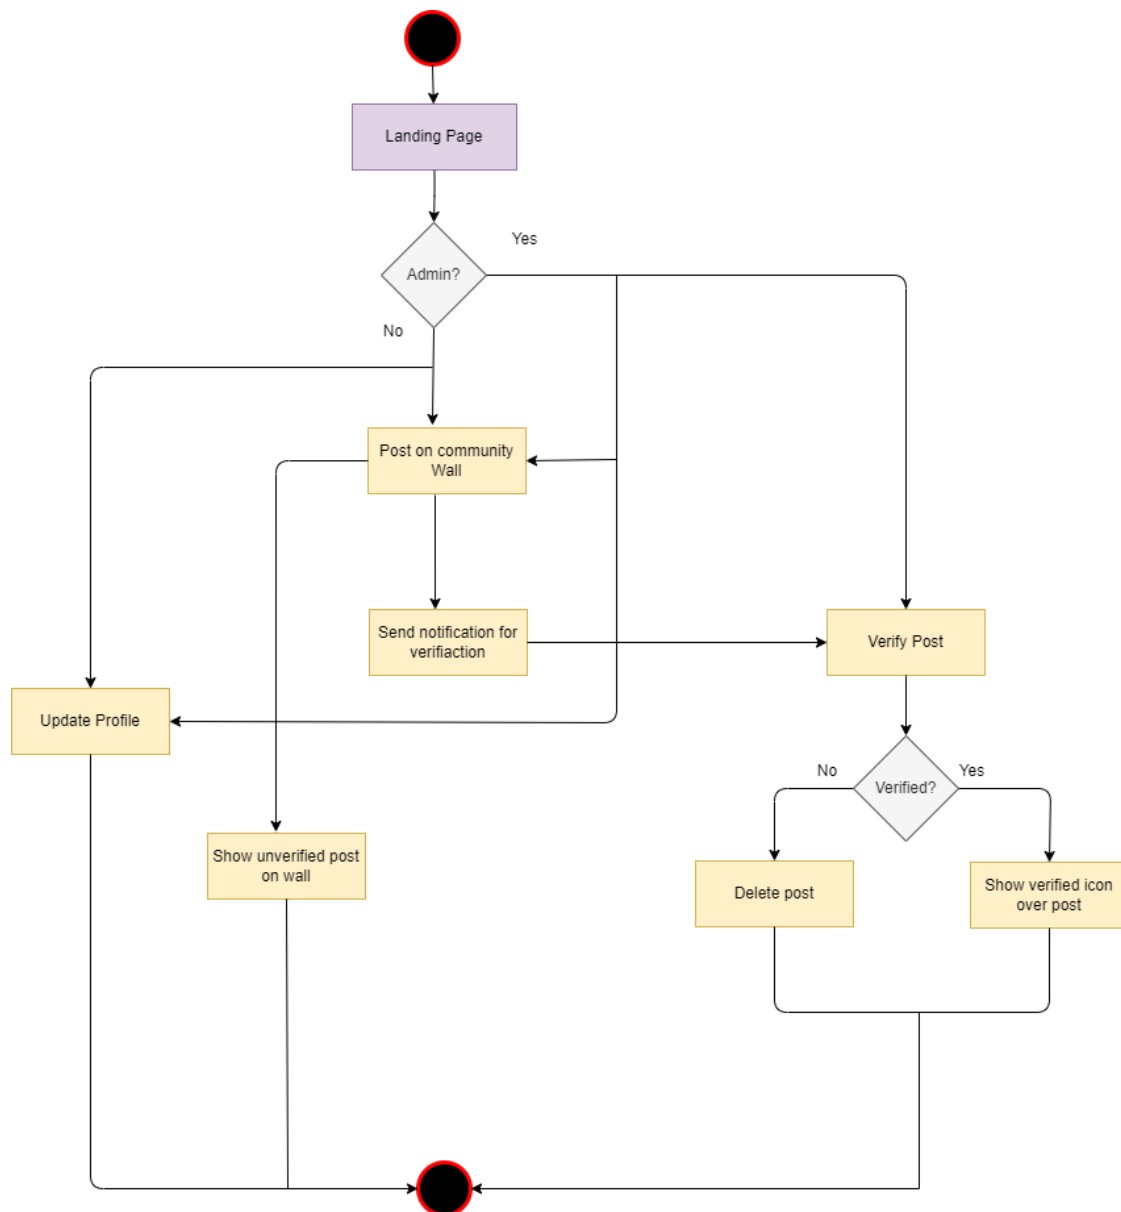 Landing Page
Yes
Admin?
No
Post on community
Wall
Send notification for
verifiaction
Verify Post
Update Profile
No
Yes
Verified?
Show unverified post
on wall
Delete post
Show verified icon
over post